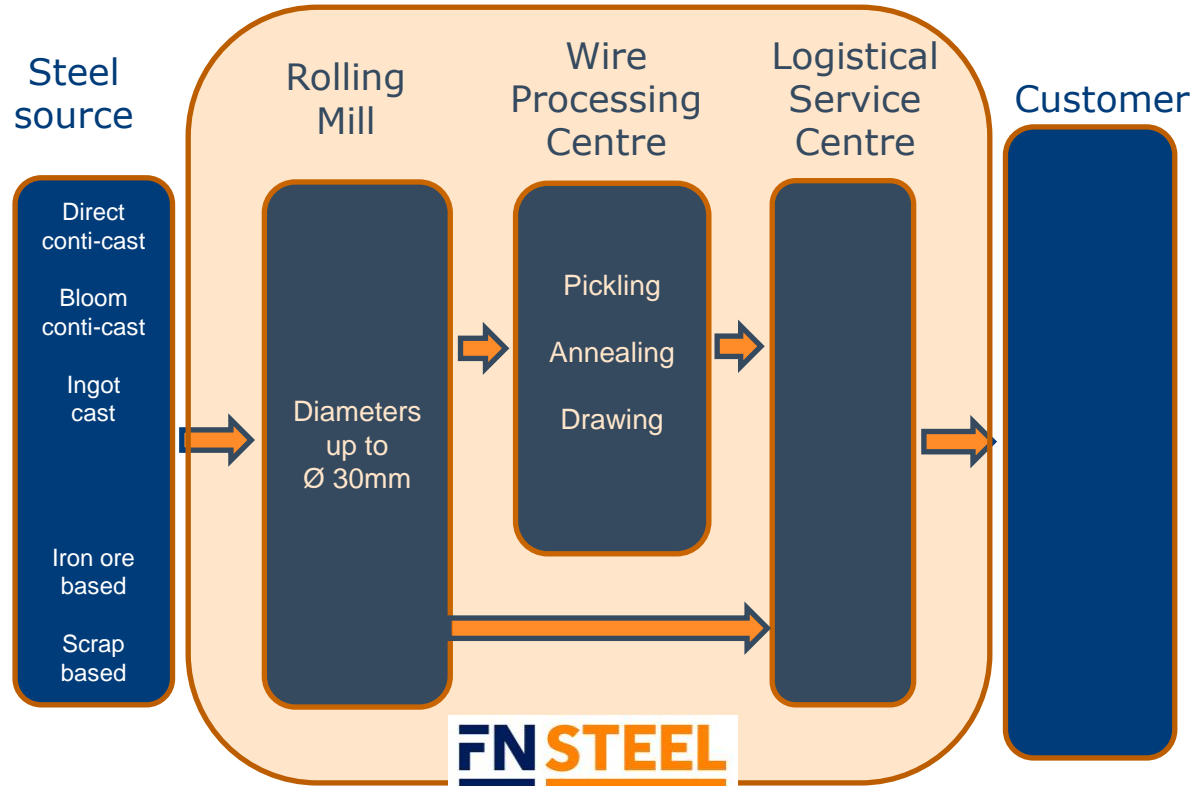 Steel
source
Direct
conti-cast
Bloom
conti-cast
Ingot
cast
Iron ore
based
Scrap
based
Rolling
Mill
Diameters
up to
Ø 30mm
Wire
Processing
Centre
Pickling
Annealing
Drawing
Logistical
Service
Centre
Customer
FN STEEL